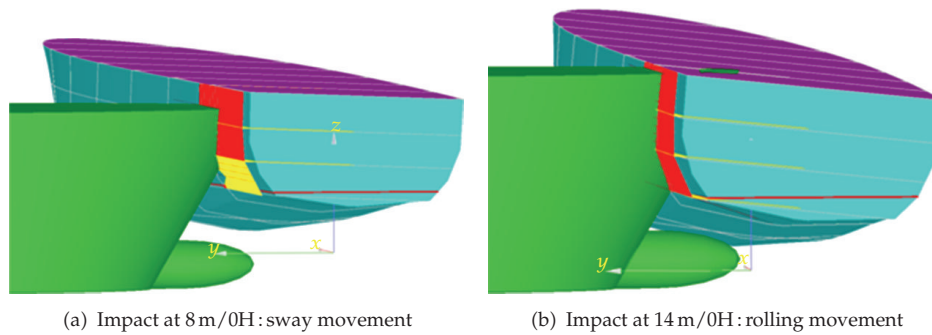 z
y
x
y
x
(a) Impact at 8 m/0H : sway movement
(b) Impact at 14 m/0H : rolling movement